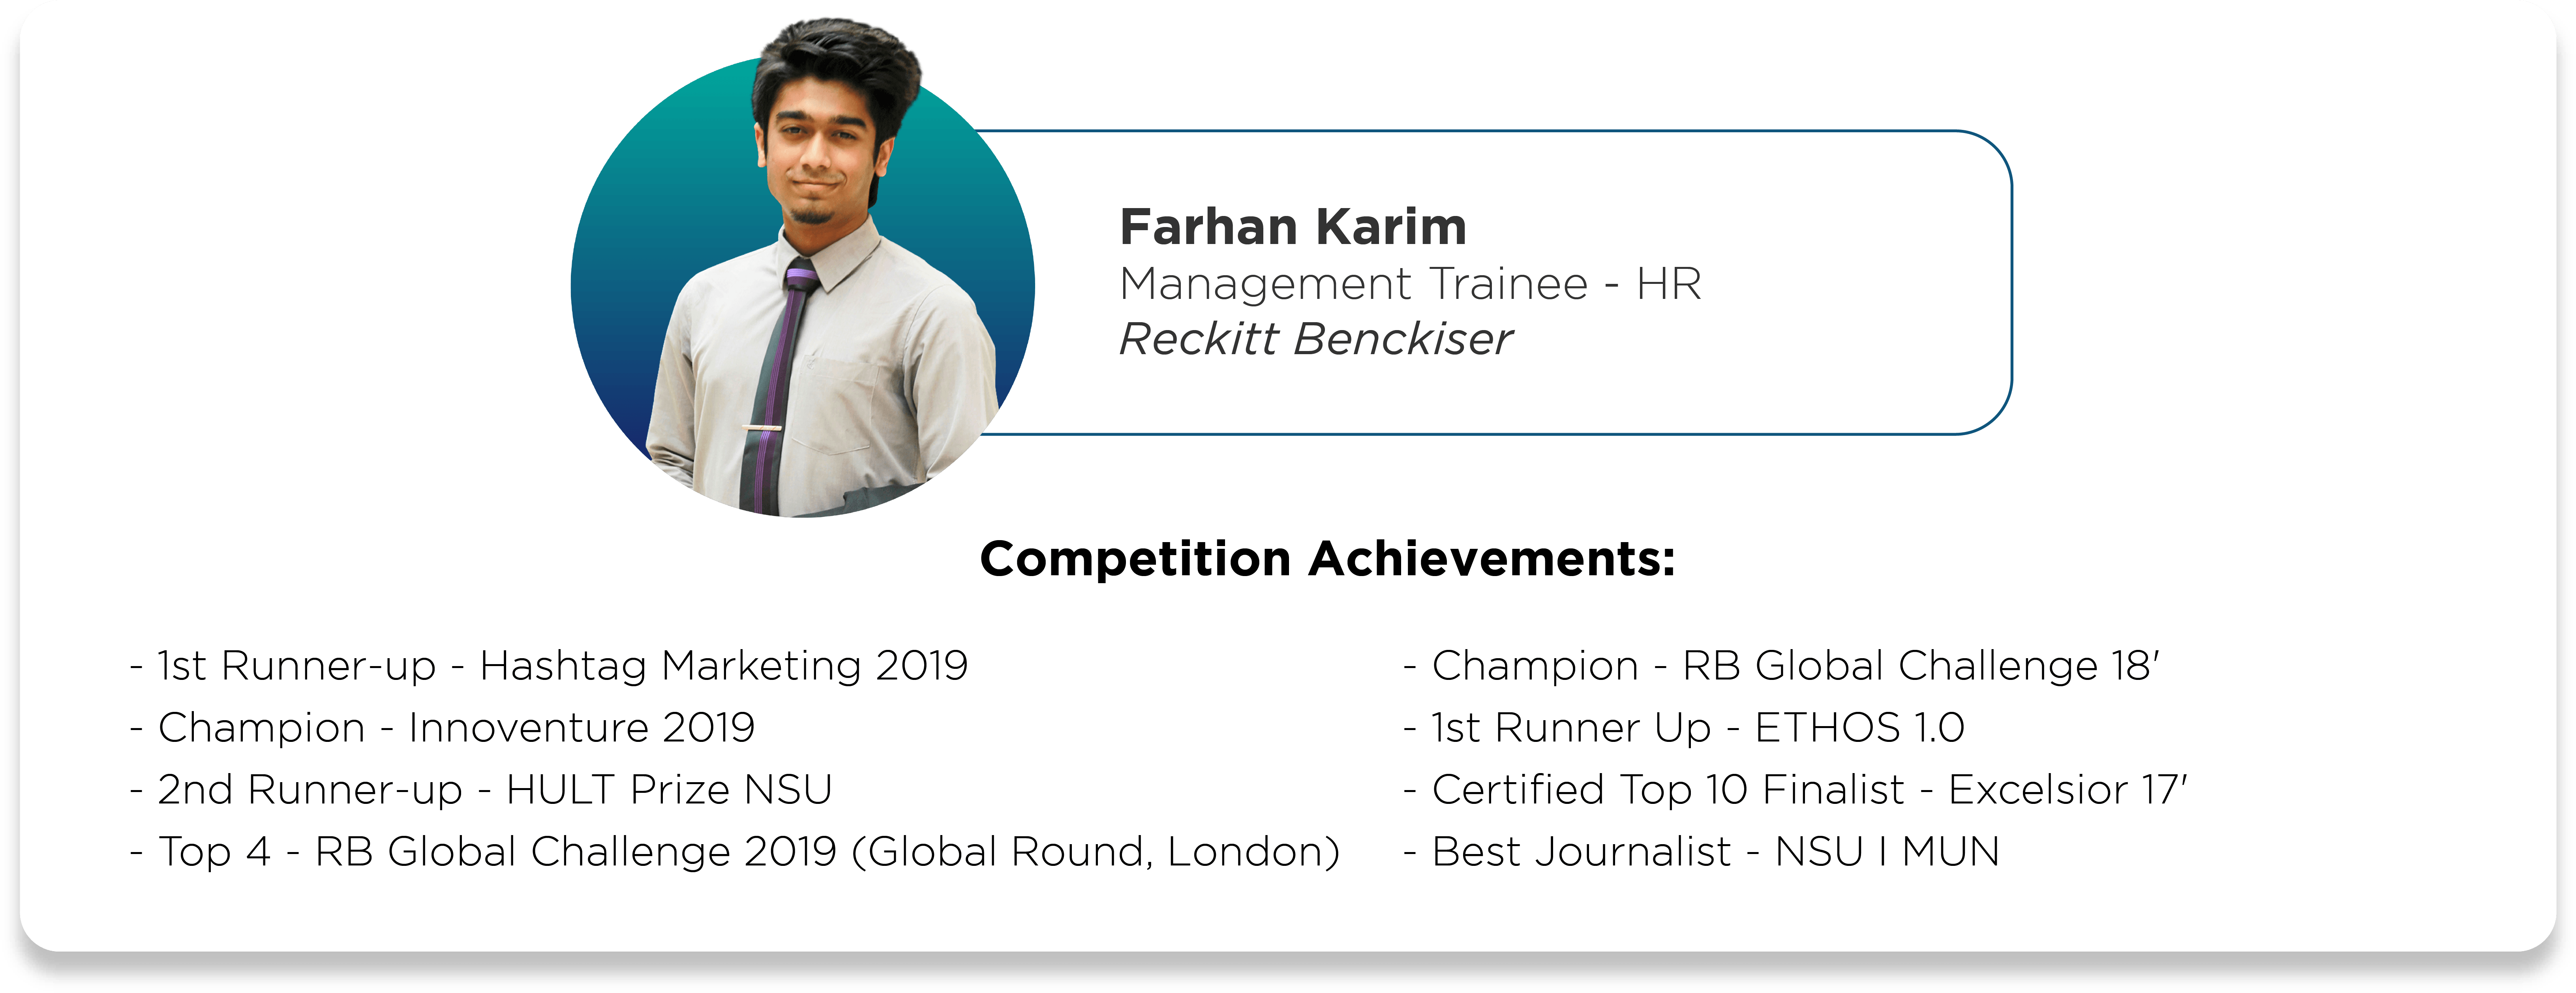 Farhan Karim
Management Trainee - HR
Reckitt Benckiser
Competition Achievements:
- 1st Runner-up - Hashtag Marketing 2019
- Champion - Innoventure 2019
- 2nd Runner-up - HULT Prize NSU
- Top 4 - RB Global Challenge 2019 (Global Round, London)
- Champion - RB Global Challenge 18'
- 1st Runner Up - ETHOS 1.0
- Certified Top 10 Finalist - Excelsior 17'
- Best Journalist - NSU I MUN